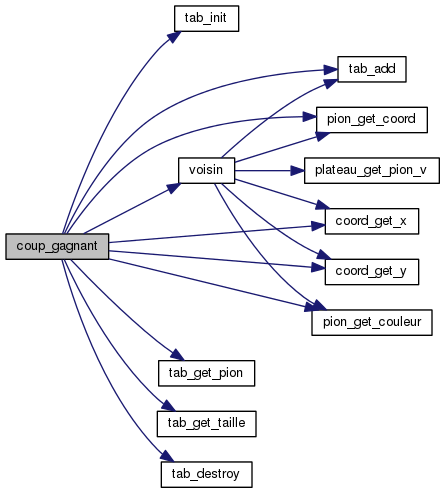 tab_init
tab_add
pion_get_coord
voisin
plateau_get_pion_v
coord_get_x
coup_gagnant
coord_get_y
pion_get_couleur
tab_get_pion
tab_get_taille
tab_destroy